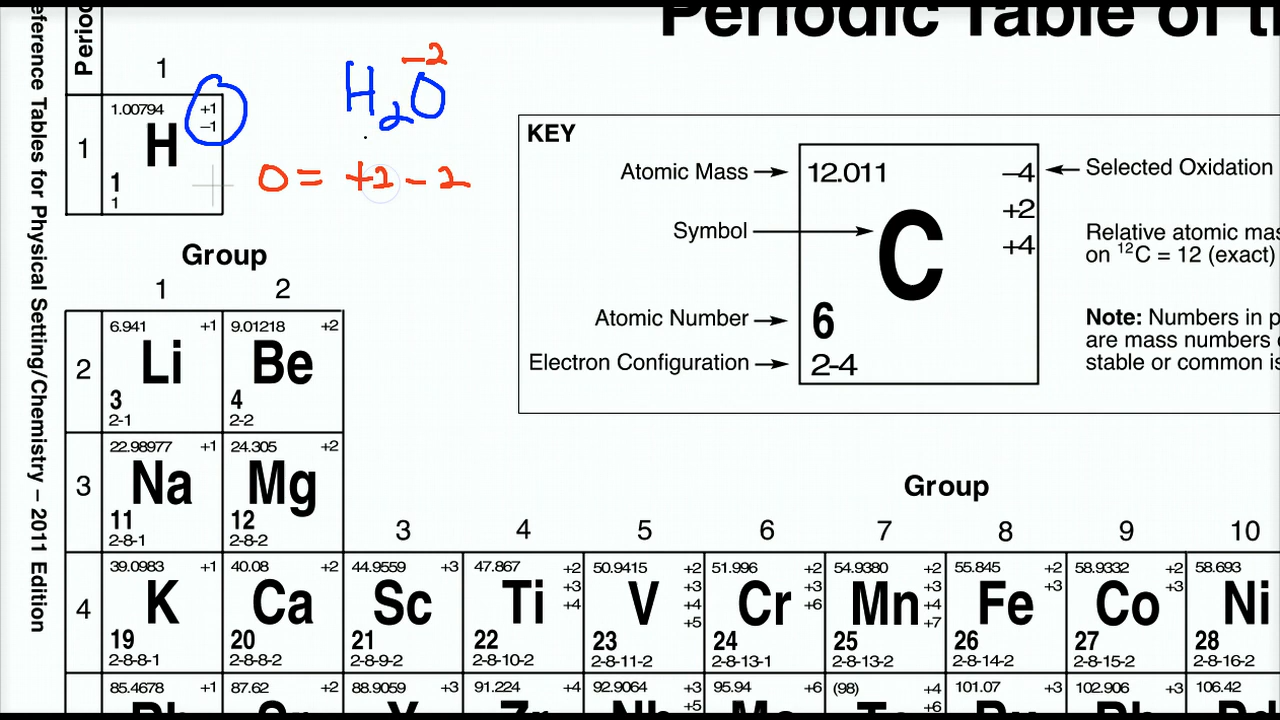 Periodic Table of t
Period
eference Tables for Physical Setting/Chemistry – 2011 Edition
1
1
1.00794 +1
–1
H
1
1
H₂O –2
0 = +2 – 2
KEY
Atomic Mass
Symbol
Atomic Number
Electron Configuration
12.011 –4
+2
+4
C
6
2-4
Selected Oxidation
Relative atomic mas
on ¹²C = 12 (exact)
Note: Numbers in p
are mass numbers o
stable or common is
Group
1 2
2
6.941 +1
Li
3
2-1
9.01218 +2
Be
4
2-2
3
22.98977 +1
Na
11
2-8-1
24.305 +2
Mg
12
2-8-2
Group
3 4 5 6 7 8 9 10
4
39.0983 +1
K
19
2-8-8-1
40.08 +2
Ca
20
2-8-8-2
44.9559 +3
Sc
21
2-8-9-2
47.867 +2
+3
+4
Ti
22
2-8-10-2
50.9415 +2
+3
+4
+5
V
23
2-8-11-2
51.996 +2
+3
+6
Cr
24
2-8-13-1
54.9380 +2
+3
+4
+7
Mn
25
2-8-13-2
55.845 +2
+3
Fe
26
2-8-14-2
58.9332 +2
+3
Co
27
2-8-15-2
58.693
Ni
28
2-8-16-2
85.4678 +1
87.62 +2
88.9059 +3
91.224 +4
92.9064 +3
+5
95.94 +6
(98) +4
+6
101.07 +3
102.906 +3
106.42